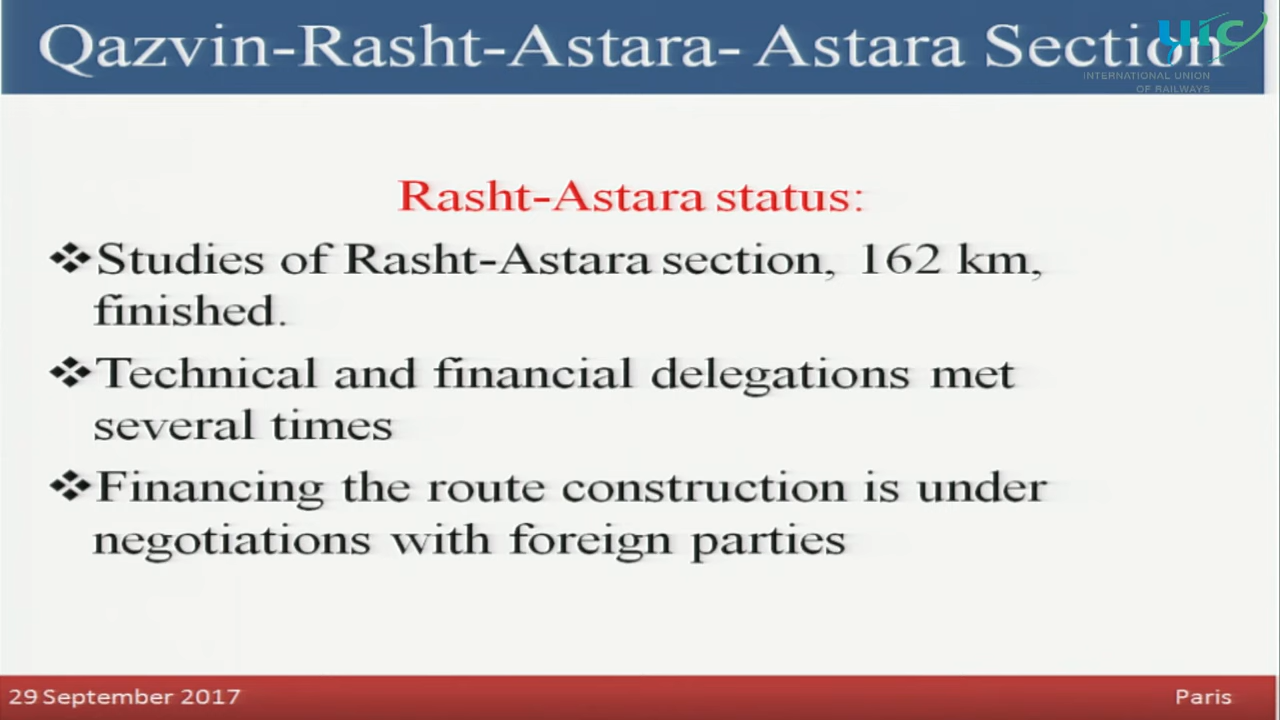 Qazvin-Rasht-Astara- Astara Section
uic
INTERNATIONAL UNION
OF RAILWAYS
Rasht-Astara status:
❖Studies of Rasht-Astara section, 162 km,
finished.
❖Technical and financial delegations met
several times
❖Financing the route construction is under
negotiations with foreign parties
29 September 2017
Paris